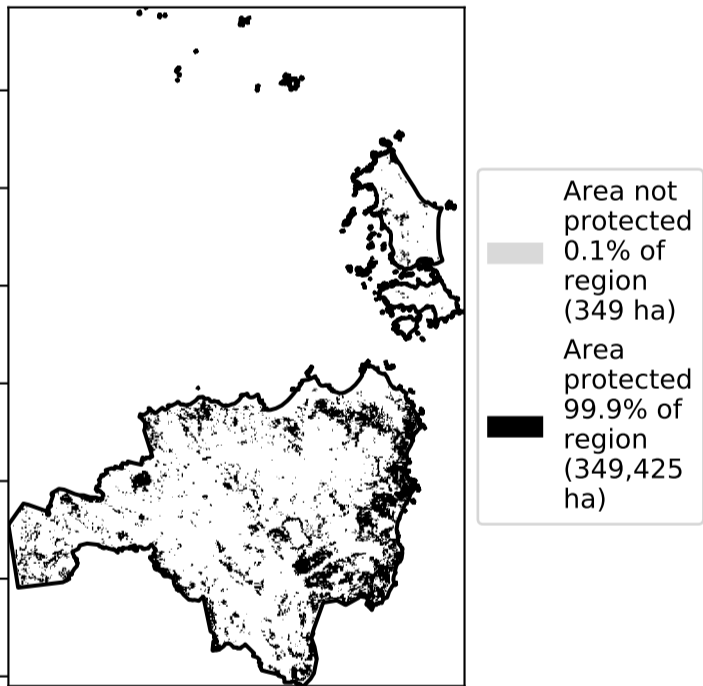 Area not
protected
0.1% of
region
(349 ha)
Area
protected
99.9% of
region
(349,425
ha)